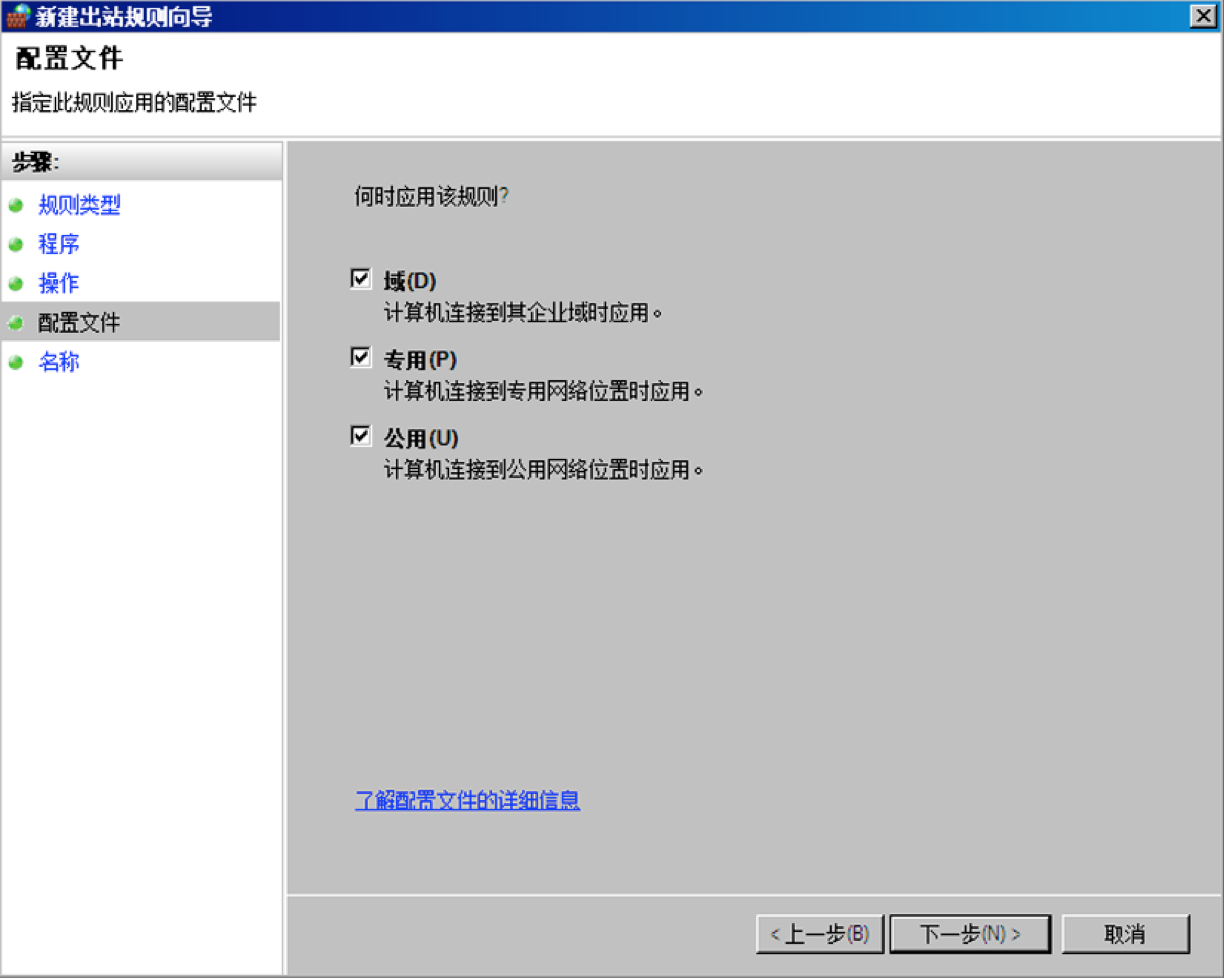 新建出站规则向导
配置文件
指定此规则应用的配置文件
步骤:
规则类型
程序
操作
配置文件
名称
何时应用该规则?
域(D)
计算机连接到其企业域时应用。
专用(P)
计算机连接到专用网络位置时应用。
公用(U)
计算机连接到公用网络位置时应用。
了解配置文件的详细信息
< 上一步(B) 下一步(N) > 取消